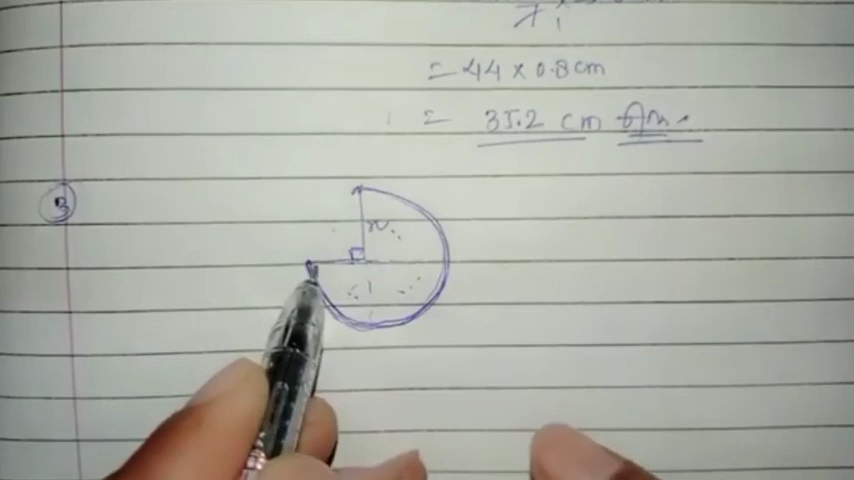 = 44 x 0.8 cm
= 35.2 cm Ans.
3
r